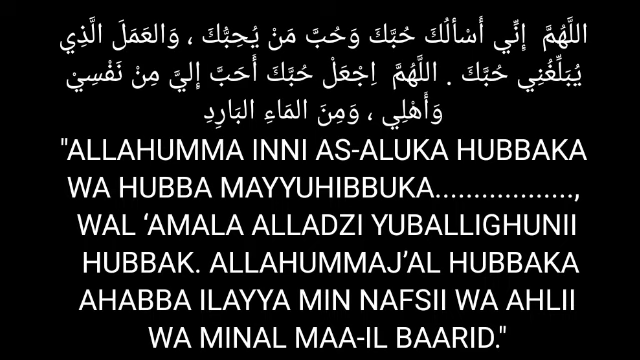 اللَّهُمَّ إِنِّي أَسْأَلُكَ حُبَّكَ وَحُبَّ مَنْ يُحِبُّكَ ، وَالعَمَلَ الَّذِي
يُبَلِّغُنِي حُبَّكَ . اللَّهُمَّ اِجْعَلْ حُبَّكَ أَحَبَّ إِليَّ مِنْ نَفْسِيْ
وَأَهْلِي ، وَمِنَ المَاءِ البَارِدِ
"ALLAHUMMA INNI AS-ALUKA HUBBAKA
WA HUBBA MAYYUHIBBUKA..................,
WAL ‘AMALA ALLADZI YUBALLIGHUNII
HUBBAK. ALLAHUMMAJ’AL HUBBAKA
AHABBA ILAYYA MIN NAFSII WA AHLII
WA MINAL MAA-IL BAARID."